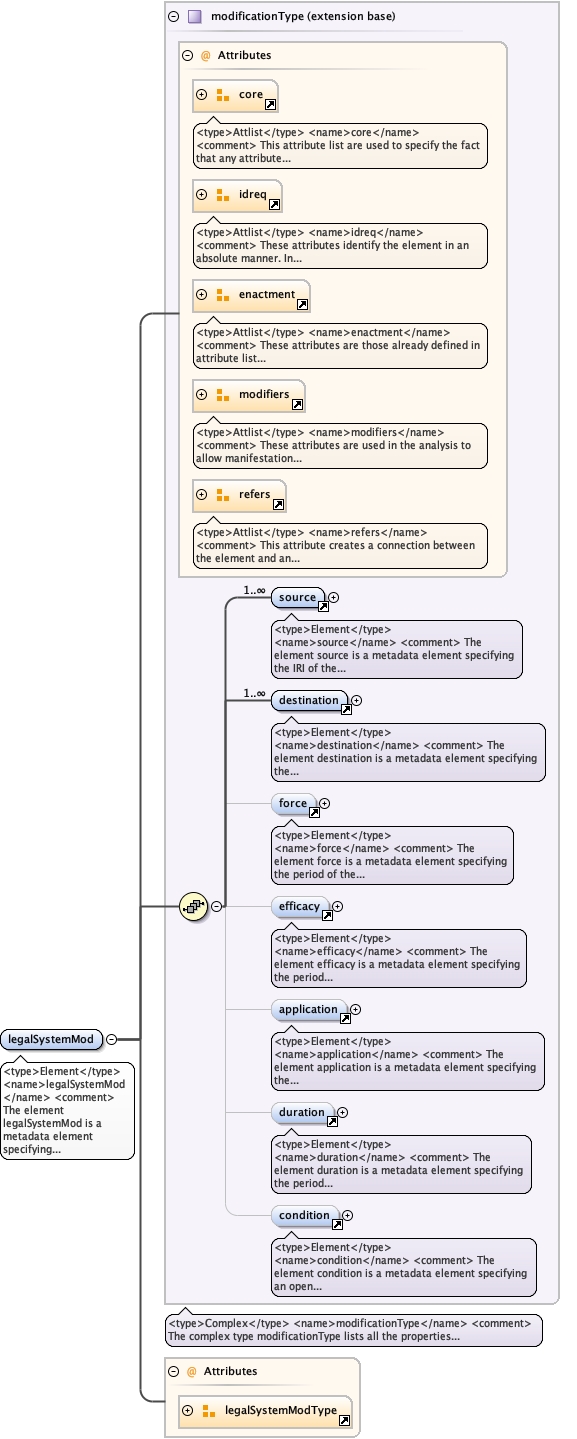 modificationType (extension base)
@ Attributes
core
<type>Attlist</type> <name>core</name>
<comment> This attribute list are used to specify the fact
that any attribute...
idreq
<type>Attlist</type> <name>idreq</name>
<comment> These attributes identify the element in an
absolute manner. In...
enactment
<type>Attlist</type> <name>enactment</name>
<comment> These attributes are those already defined in
attribute list...
modifiers
<type>Attlist</type> <name>modifiers</name>
<comment> These attributes are used in the analysis to
allow manifestation...
refers
<type>Attlist</type> <name>refers</name>
<comment> This attribute creates a connection between
the element and an...
1..∞
source
<type>Element</type>
<name>source</name> <comment> The
element source is a metadata element specifying
the IRI of the...
1..∞
destination
<type>Element</type>
<name>destination</name> <comment> The
element destination is a metadata element specifying
the...
force
<type>Element</type>
<name>force</name> <comment> The
element force is a metadata element specifying
the period of the...
efficacy
<type>Element</type>
<name>efficacy</name> <comment> The
element efficacy is a metadata element specifying
the period...
application
<type>Element</type>
<name>application</name> <comment> The
element application is a metadata element specifying
the...
legalSystemMod
<type>Element</type>
<name>legalSystemMod
</name> <comment>
The element
legalSystemMod is a
metadata element
specifying...
duration
<type>Element</type>
<name>duration</name> <comment> The
element duration is a metadata element specifying
the period...
condition
<type>Element</type>
<name>condition</name> <comment> The
element condition is a metadata element specifying
an open...
<type>Complex</type> <name>modificationType</name> <comment>
The complex type modificationType lists all the properties...
@ Attributes
legalSystemModType